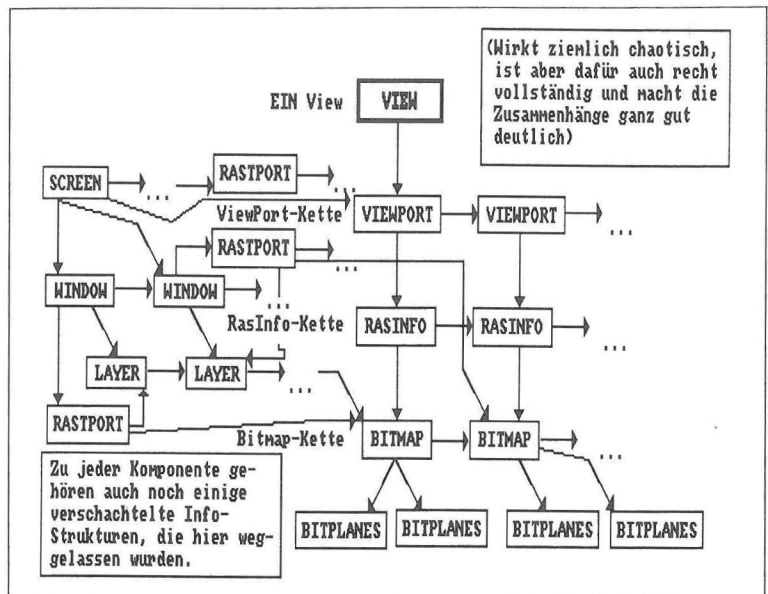 (Wirkt ziemlich chaotisch,
ist aber dafür auch recht
vollständig und macht die
Zusammenhänge ganz gut
deutlich)
EIN View
VIEW
SCREEN
...
RASTPORT
...
ViewPort-Kette
VIEWPORT
VIEWPORT
...
RASTPORT
...
WINDOW
WINDOW
...
RasInfo-Kette
RASINFO
RASINFO
...
LAYER
LAYER
...
RASTPORT
Bitmap-Kette
BITMAP
BITMAP
...
Zu jeder Komponente ge-
hören auch noch einige
verschachtelte Info-
Strukturen, die hier weg-
gelassen wurden.
BITPLANES
BITPLANES
BITPLANES
BITPLANES